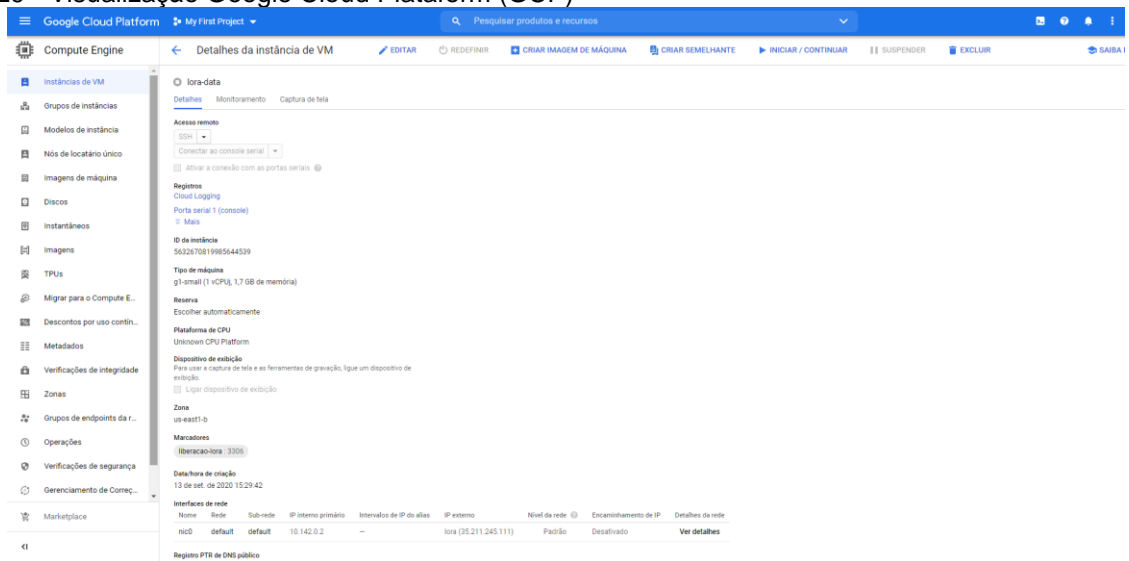 Visualização Google Cloud Plataform (GCP)
Google Cloud Platform
My First Project
Pesquisar produtos e recursos
Compute Engine
Detalhes da instância de VM
EDITAR
REDEFINIR
CRIAR IMAGEM DE MÁQUINA
CRIAR SEMELHANTE
INICIAR / CONTINUAR
SUSPENDER
EXCLUIR
SAIBA
Instâncias de VM
Grupos de instâncias
Modelos de instância
Nós de locatário único
Imagens de máquina
Discos
Instantâneos
Imagens
TPUs
Migrar para o Compute E...
Descontos por uso contín...
Metadados
Verificações de integridade
Zonas
Grupos de endpoints da r...
Operações
Verificações de segurança
Gerenciamento de Correç...
Marketplace
lora-data
Detalhes Monitoramento Captura de tela
Acesso remoto
SSH
Conectar ao console serial
Ativar a conexão com as portas seriais
Registros
Cloud Logging
Porta serial 1 (console)
Mais
ID da instância
5632670819985644539
Tipo de máquina
g1-small (1 vCPU, 1,7 GB de memória)
Reserva
Escolher automaticamente
Plataforma de CPU
Unknown CPU Platform
Dispositivo de exibição
Para usar a captura de tela e as ferramentas de gravação, ligue um dispositivo de
exibição.
Ligar dispositivo de exibição
Zona
us-east1-b
Marcadores
liberacao-lora : 3306
Data/hora de criação
13 de set. de 2020 15:29:42
Interfaces de rede
Nome Rede Sub-rede IP interno primário Intervalos de IP do alias IP externo Nível da rede Encaminhamento de IP Detalhes da rede
nic0 default default 10.142.0.2 — lora (35.211.245.111) Padrão Desativado Ver detalhes
Registro PTR de DNS público